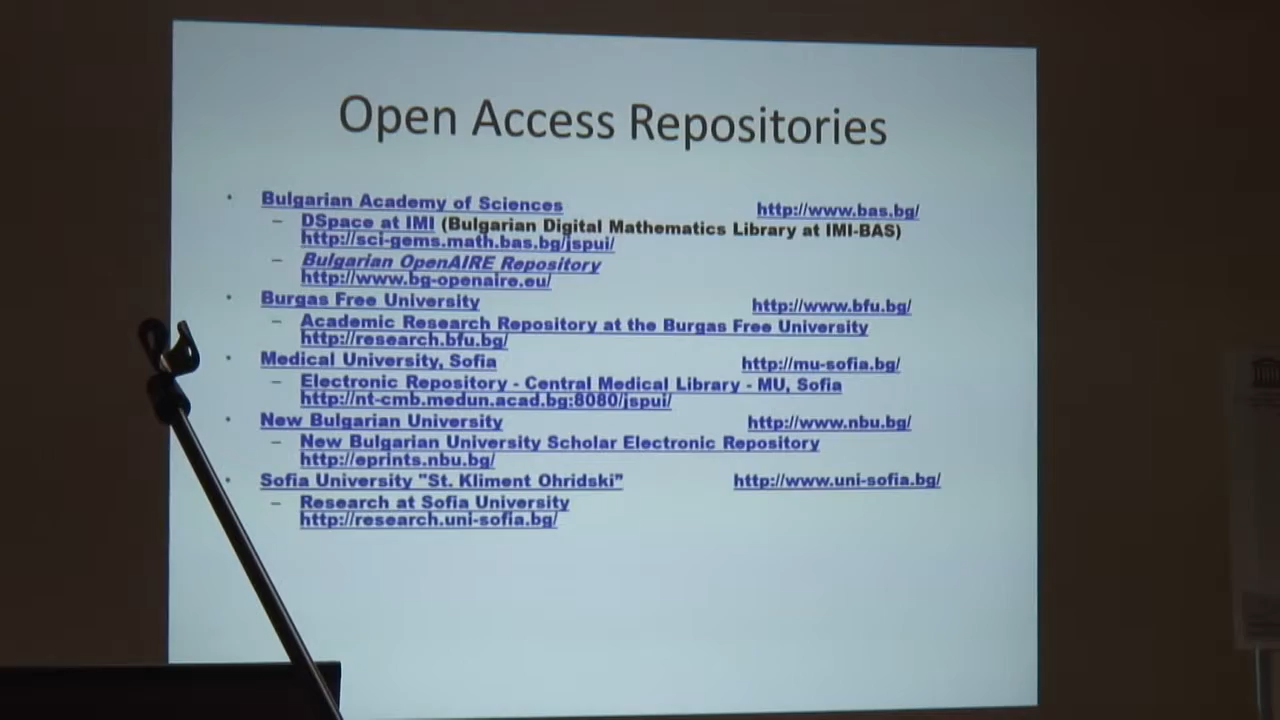 Open Access Repositories
• Bulgarian Academy of Sciences http://www.bas.bg/
– DSpace at IMI (Bulgarian Digital Mathematics Library at IMI-BAS)
http://sci-gems.math.bas.bg/jspui/
– Bulgarian OpenAIRE Repository
http://www.bg-openaire.eu/
• Burgas Free University http://www.bfu.bg/
– Academic Research Repository at the Burgas Free University
http://research.bfu.bg/
• Medical University, Sofia http://mu-sofia.bg/
– Electronic Repository - Central Medical Library - MU, Sofia
http://nt-cmb.medun.acad.bg:8080/jspui/
• New Bulgarian University http://www.nbu.bg/
– New Bulgarian University Scholar Electronic Repository
http://eprints.nbu.bg/
• Sofia University "St. Kliment Ohridski" http://www.uni-sofia.bg/
– Research at Sofia University
http://research.uni-sofia.bg/